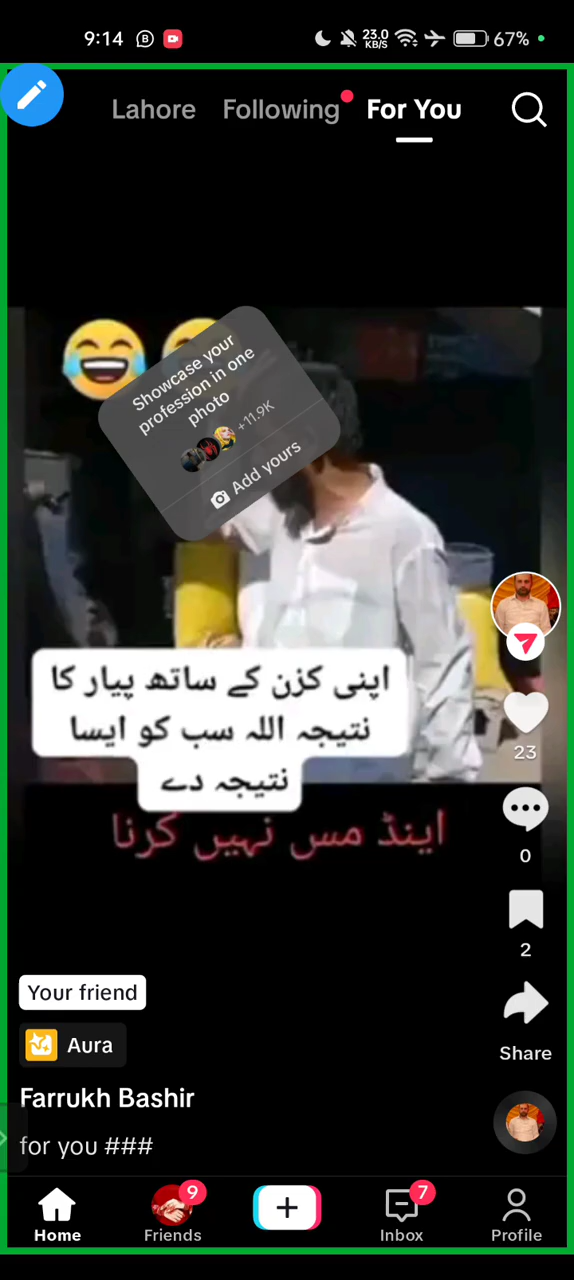 9:14
23.0
KB/S
67%
Lahore
Following
For You
Showcase your
profession in one
photo
+11.9K
Add yours
اپنی کزن کے ساتھ پیار کا
نتیجہ اللہ سب کو ایسا
نتیجہ دے
اینڈ مس نہیں کرنا
23
0
2
Share
Your friend
Aura
Farrukh Bashir
for you ###
Home
9
Friends
7
Inbox
Profile